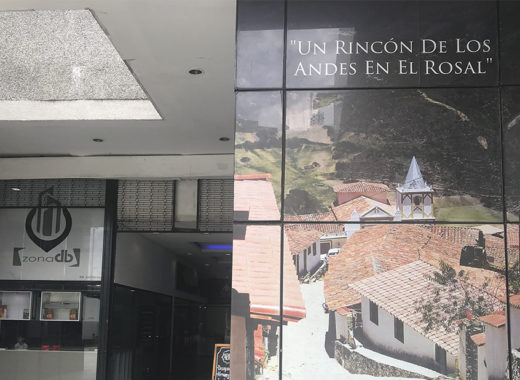 "Un Rincón De Los
Andes En El Rosal"
[zonadb]